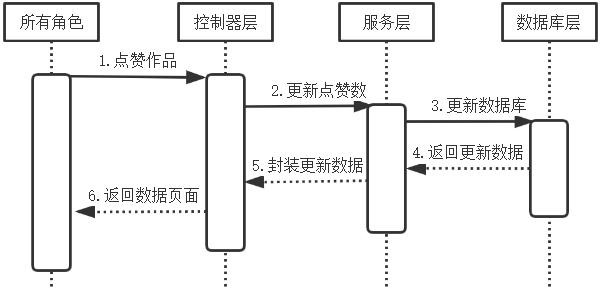 所有角色
控制器层
服务层
数据库层
1.点赞作品
2.更新点赞数
3.更新数据库
4.返回更新数据
5.封装更新数据
6.返回数据页面